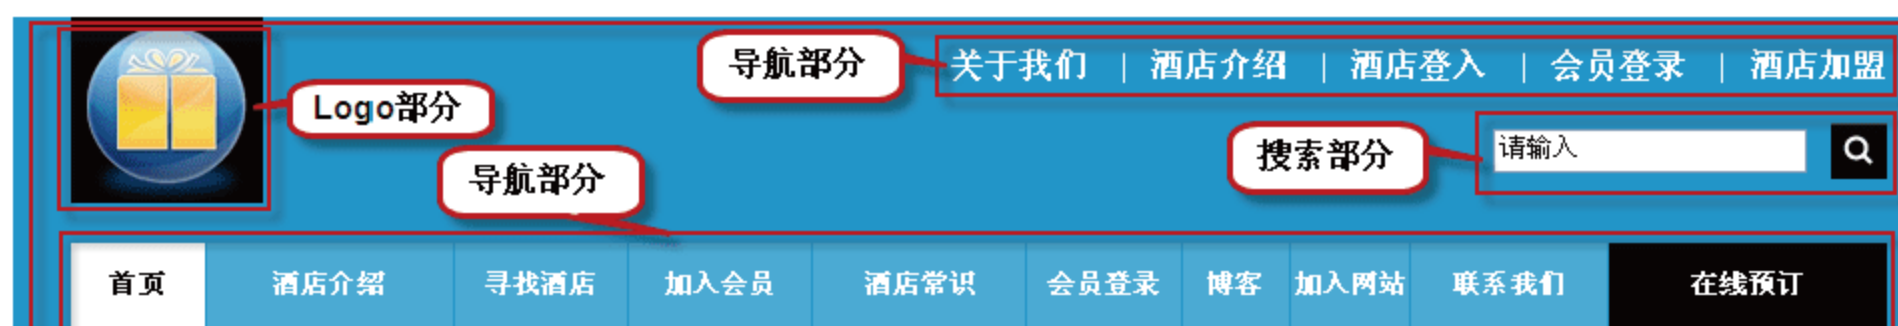 导航部分
关于我们 | 酒店介绍 | 酒店登入 | 会员登录 | 酒店加盟
Logo部分
搜索部分
请输入
导航部分
首页 酒店介绍 寻找酒店 加入会员 酒店常识 会员登录 博客 加入网站 联系我们 在线预订